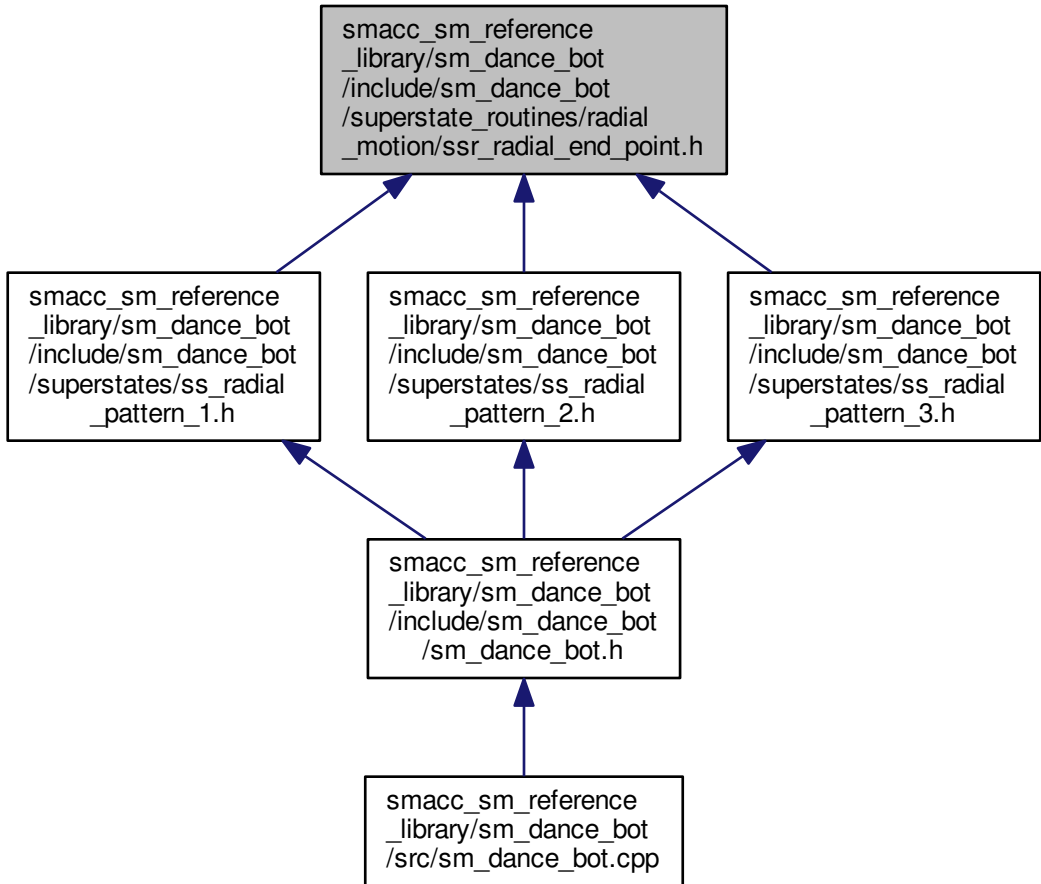 smacc_sm_reference
_library/sm_dance_bot
/include/sm_dance_bot
/superstate_routines/radial
_motion/ssr_radial_end_point.h
smacc_sm_reference
_library/sm_dance_bot
/include/sm_dance_bot
/superstates/ss_radial
_pattern_1.h
smacc_sm_reference
_library/sm_dance_bot
/include/sm_dance_bot
/superstates/ss_radial
_pattern_2.h
smacc_sm_reference
_library/sm_dance_bot
/include/sm_dance_bot
/superstates/ss_radial
_pattern_3.h
smacc_sm_reference
_library/sm_dance_bot
/include/sm_dance_bot
/sm_dance_bot.h
smacc_sm_reference
_library/sm_dance_bot
/src/sm_dance_bot.cpp